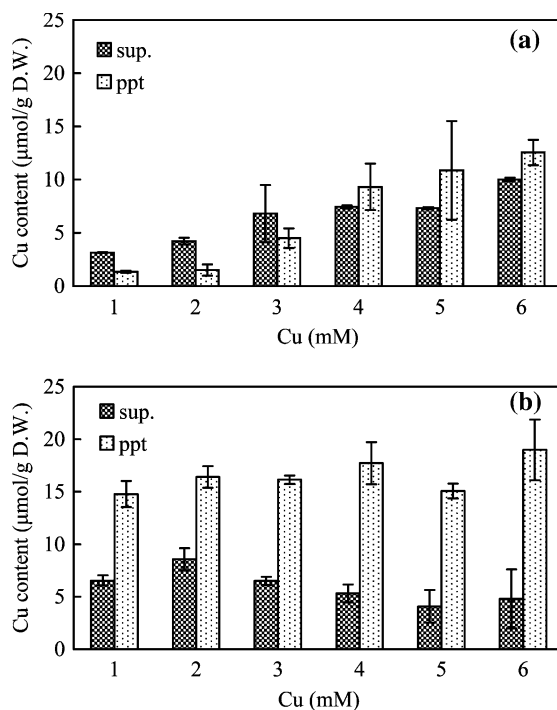 (a)
sup.
ppt
Cu content (μmol/g D.W.)
25
20
15
10
5
0
1 2 3 4 5 6
Cu (mM)
(b)
sup.
ppt
Cu content (μmol/g D.W.)
25
20
15
10
5
0
1 2 3 4 5 6
Cu (mM)